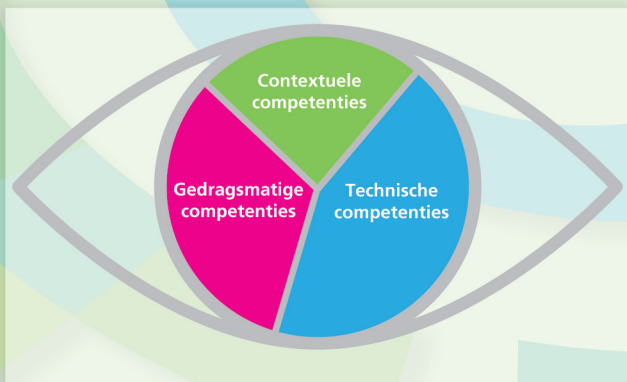 Contextuele
competenties
Gedragsmatige
competenties
Technische
competenties